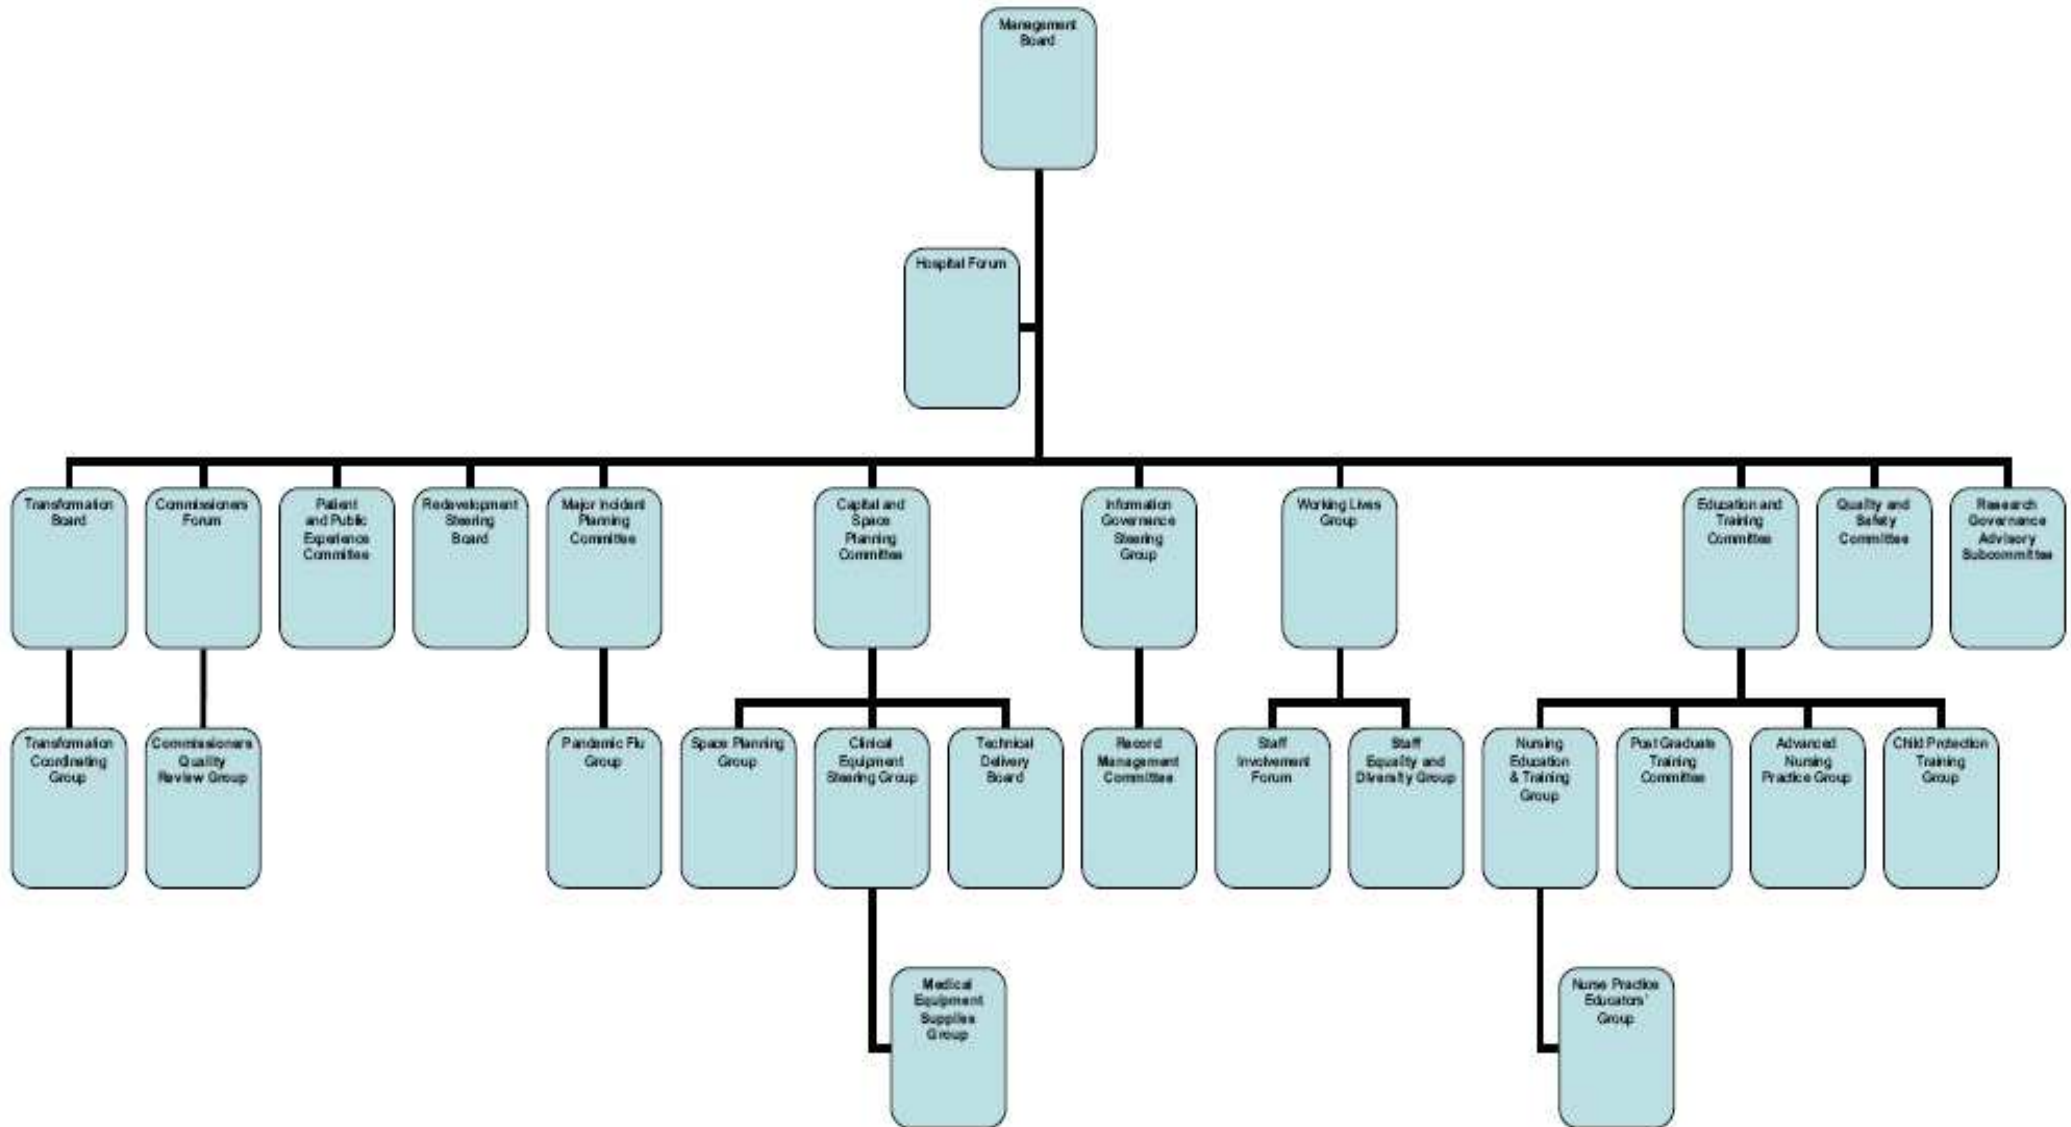 Management
Board
Hospital Forum
Transformation
Board
Commissioners
Forum
Patient
and Public
Experience
Committee
Redevelopment
Steering
Board
Major Incident
Planning
Committee
Capital and
Space
Planning
Committee
Information
Governance
Steering
Group
Working Lives
Group
Education and
Training
Committee
Quality and
Safety
Committee
Research
Governance
Advisory
Subcommittee
Transformation
Coordinating
Group
Commissioners
Quality
Review Group
Pandemic Flu
Group
Space Planning
Group
Clinical
Equipment
Steering Group
Technical
Delivery
Board
Record
Management
Committee
Staff
Involvement
Forum
Staff
Equality and
Diversity Group
Nursing
Education
& Training
Group
Post Graduate
Training
Committee
Advanced
Nursing
Practice Group
Child Protection
Training
Group
Medical
Equipment
Supplies
Group
Nurse Practice
Educators'
Group